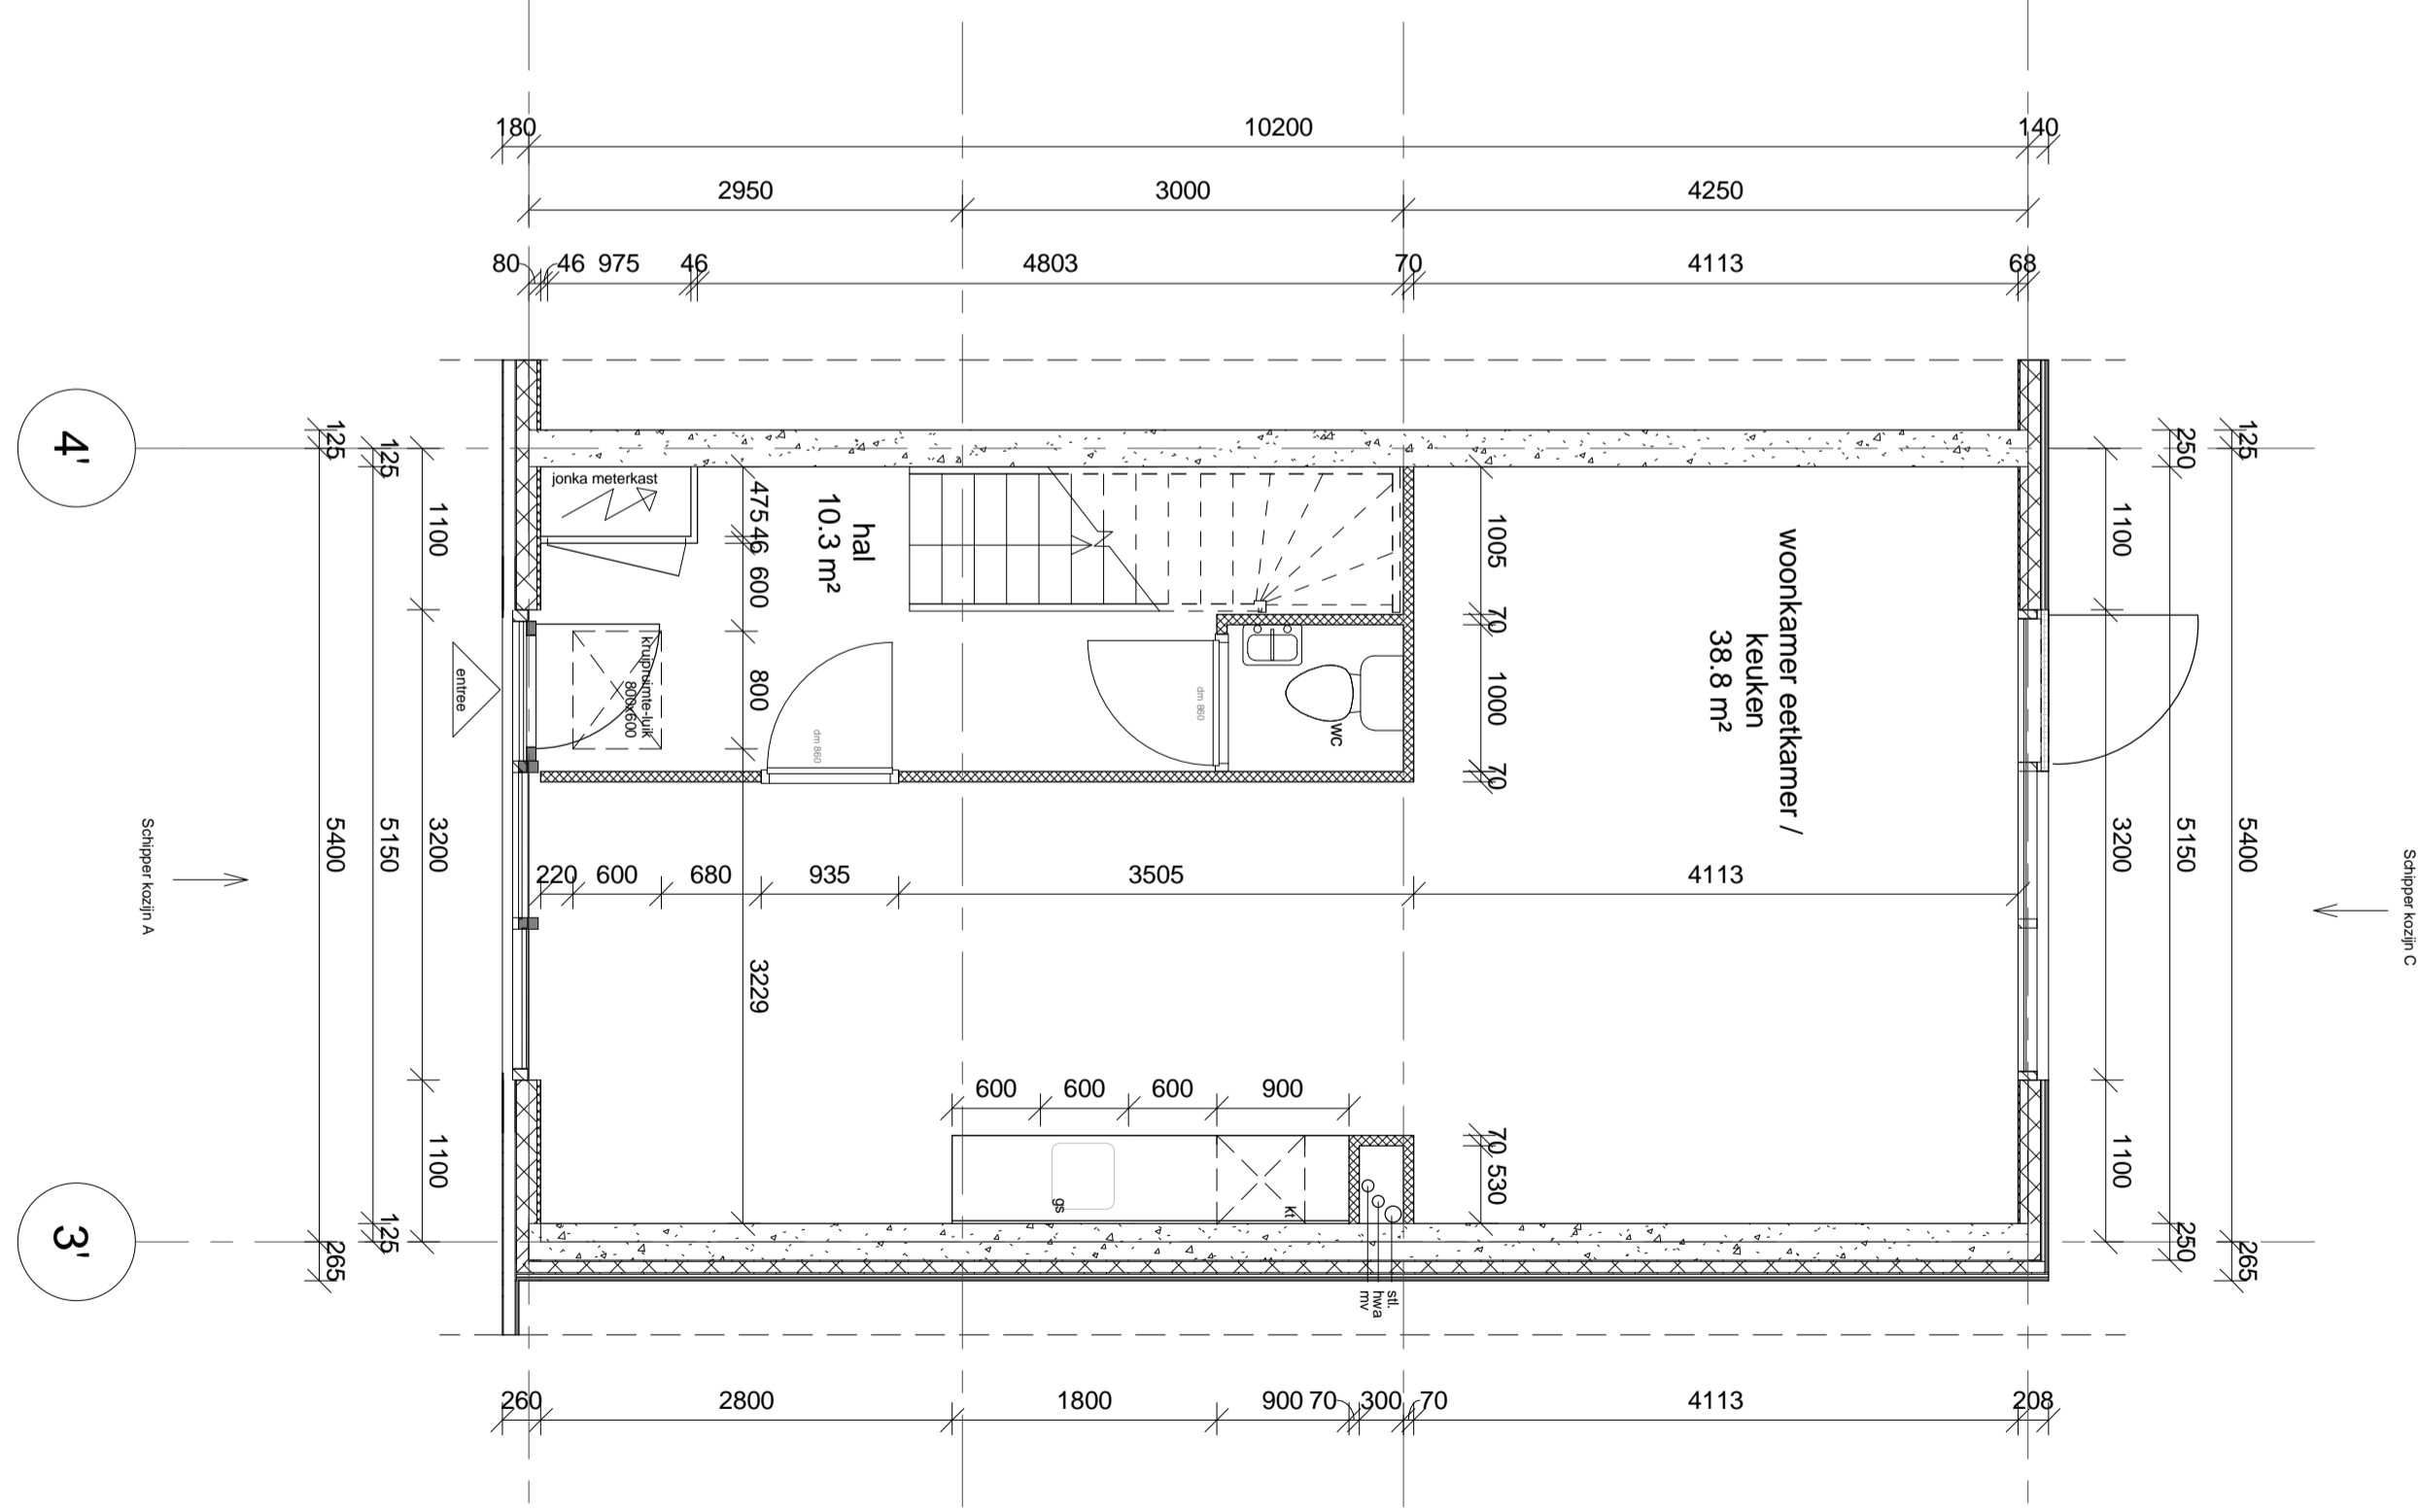 180 10200 140
2950 3000 4250
80 46 975 46 4803 70 4113 68
4'
3'
125
5400
265
125
5150
125
1100
3200
1100
Schipper kozijn A
entree
jonka meterkast
kruipruimte-luik
800x600
475
46
600
800
3229
hal
10.3 m²
dm 860
dm 860
wc
1005
70
1000
70
woonkamer eetkamer /
keuken
38.8 m²
220 600 680 935 3505 4113
600 600 600 900
gs
kt
70
530
stl.
hwa
mv
1100
3200
1100
250
5150
250
125
5400
265
Schipper kozijn C
260 2800 1800 900 70 300 70 4113 208